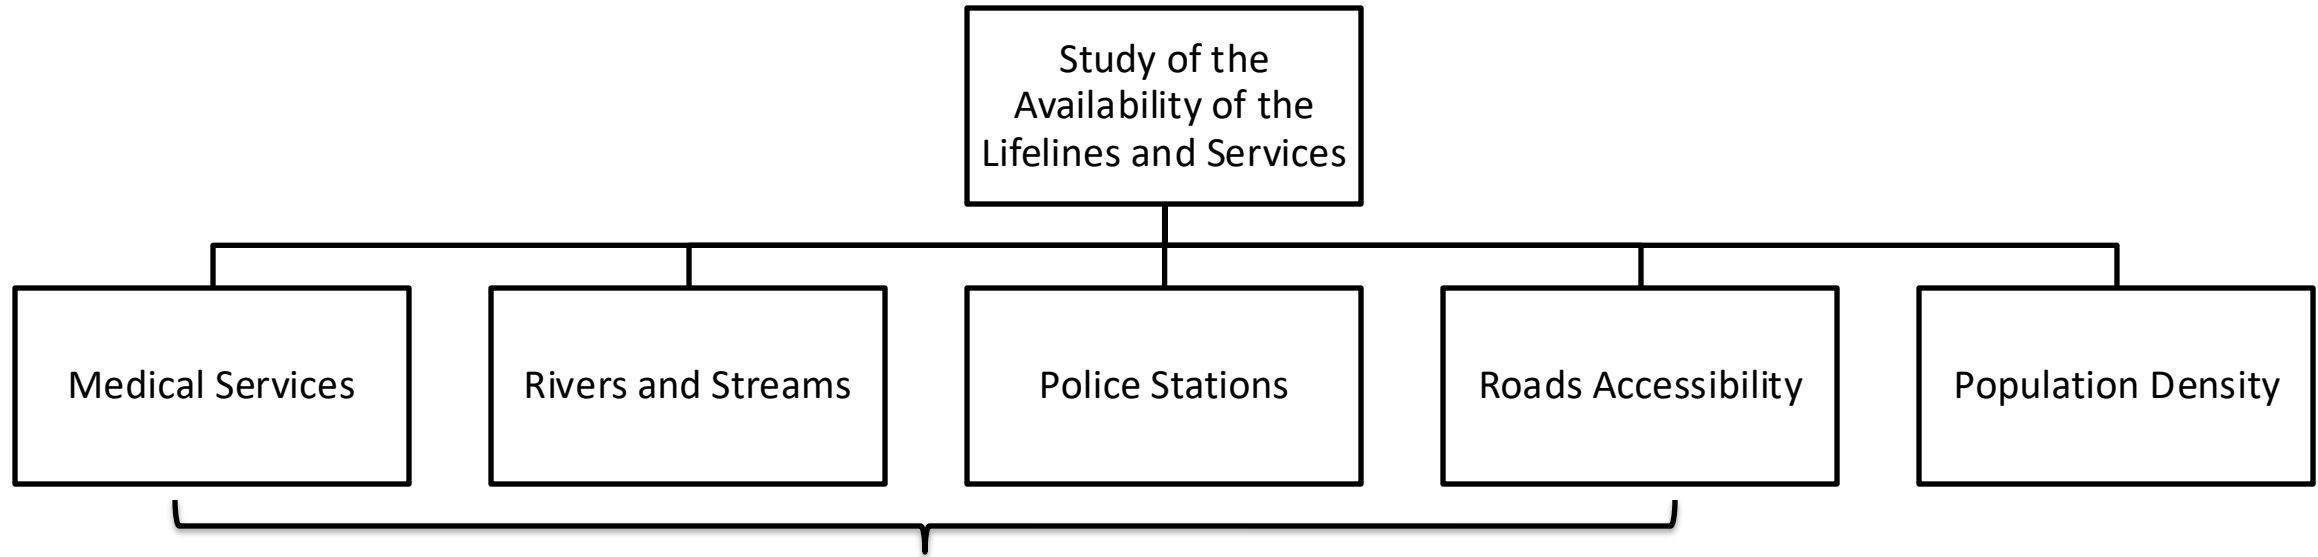 Study of the
Availability of the
Lifelines and Services
Medical Services
Rivers and Streams
Police Stations
Roads Accessibility
Population Density